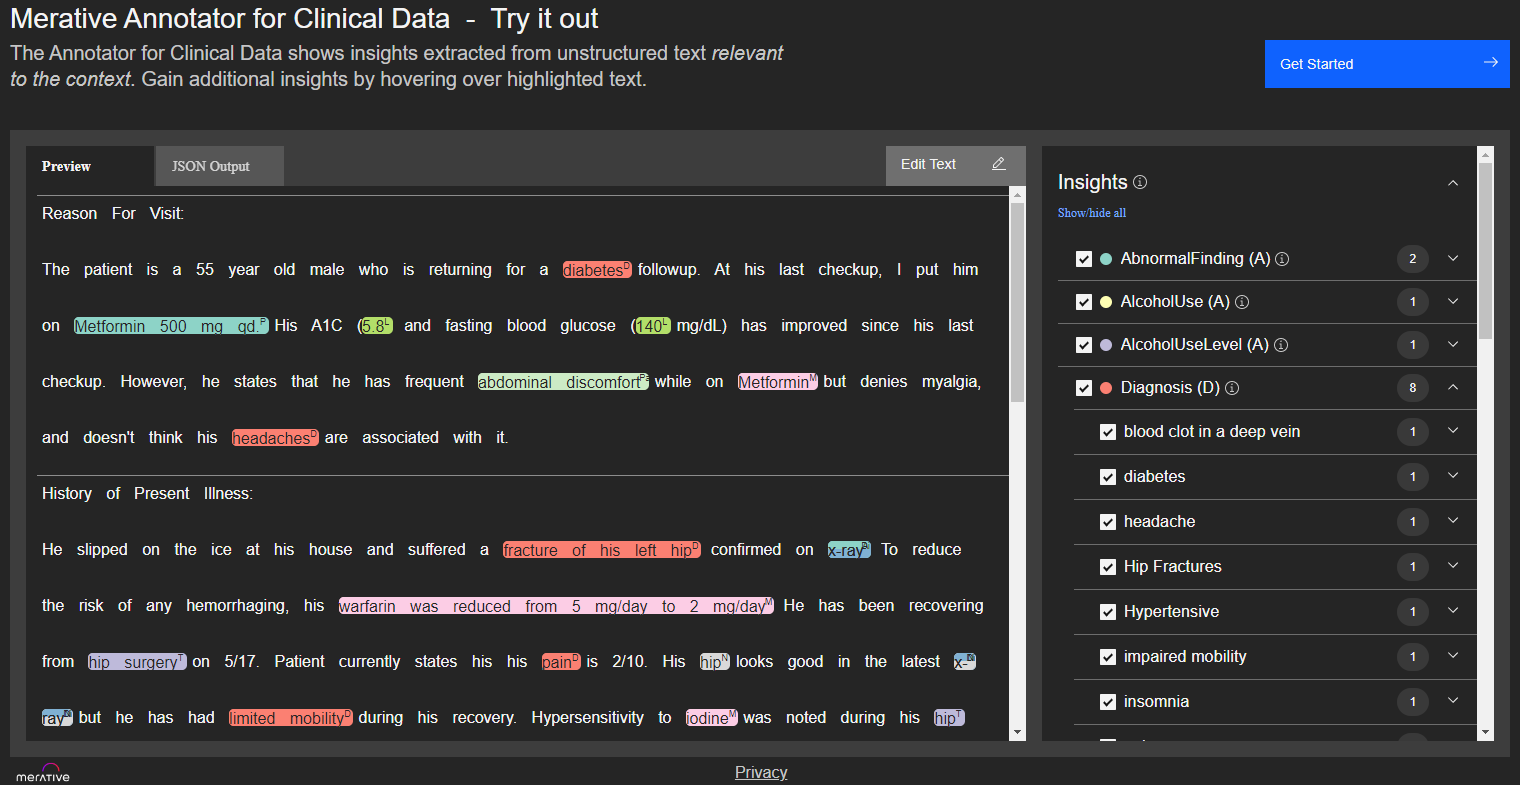 Merative Annotator for Clinical Data - Try it out
The Annotator for Clinical Data shows insights extracted from unstructured text relevant
to the context. Gain additional insights by hovering over highlighted text.
Get Started
Preview
JSON Output
Edit Text
Reason For Visit:
The patient is a 55 year old male who is returning for a diabetes D followup. At his last checkup, I put him
on Metformin 500 mg qd. P His A1C (5.8 L and fasting blood glucose (140 L mg/dL) has improved since his last
checkup. However, he states that he has frequent abdominal discomfort Pa while on Metformin M but denies myalgia,
and doesn't think his headaches D are associated with it.
History of Present Illness:
He slipped on the ice at his house and suffered a fracture of his left hip D confirmed on x-ray To reduce
the risk of any hemorrhaging, his warfarin was reduced from 5 mg/day to 2 mg/day M He has been recovering
from hip surgery T on 5/17. Patient currently states his his pain D is 2/10. His hip N looks good in the latest x-
ray but he has had limited mobility D during his recovery. Hypersensitivity to iodine M was noted during his hip T
Insights
Show/hide all
AbnormalFinding (A) 2
AlcoholUse (A) 1
AlcoholUseLevel (A) 1
Diagnosis (D) 8
blood clot in a deep vein 1
diabetes 1
headache 1
Hip Fractures 1
Hypertensive 1
impaired mobility 1
insomnia 1
merative
Privacy